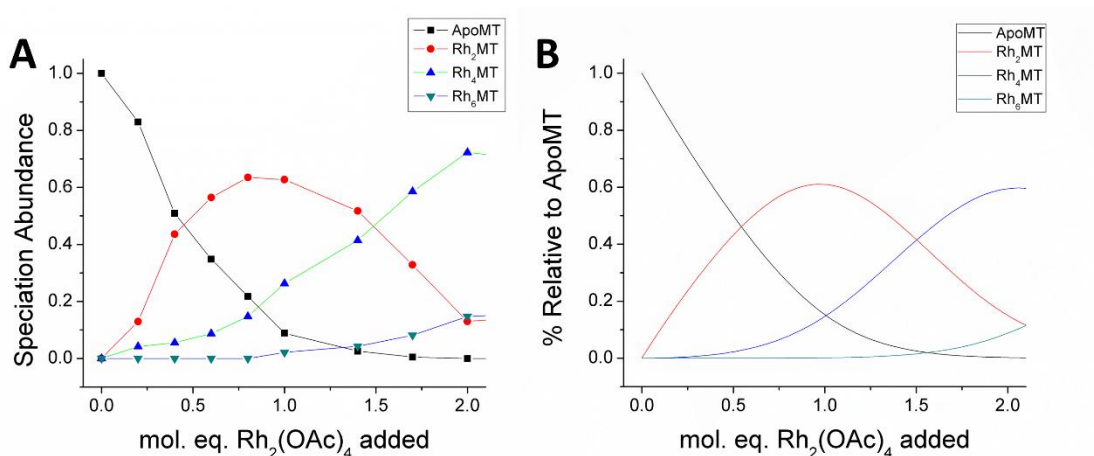 A
ApoMT
Rh₂MT
Rh₄MT
Rh₆MT
Speciation Abundance
1.0
0.8
0.6
0.4
0.2
0.0
0.0
0.5
1.0
1.5
2.0
mol. eq. Rh₂(OAc)₄ added
B
ApoMT
Rh₂MT
Rh₄MT
Rh₆MT
% Relative to ApoMT
1.0
0.8
0.6
0.4
0.2
0.0
0.0
0.5
1.0
1.5
2.0
mol. eq. Rh₂(OAc)₄ added